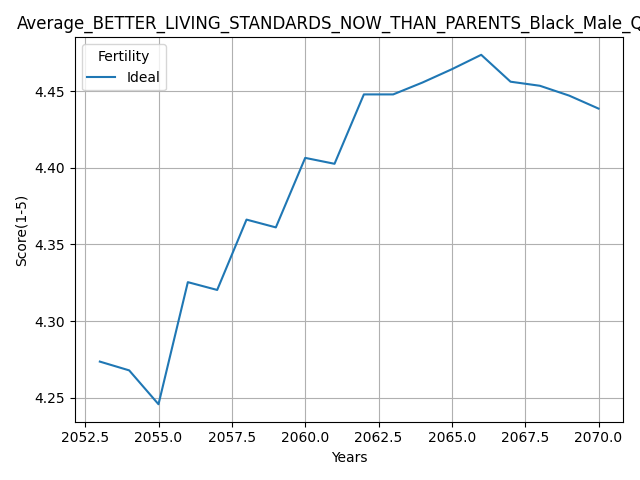 Average_BETTER_LIVING_STANDARDS_NOW_THAN_PARENTS_Black_Male_Q
Fertility
Ideal
Score(1-5)
4.45
4.40
4.35
4.30
4.25
2052.5 2055.0 2057.5 2060.0 2062.5 2065.0 2067.5 2070.0
Years